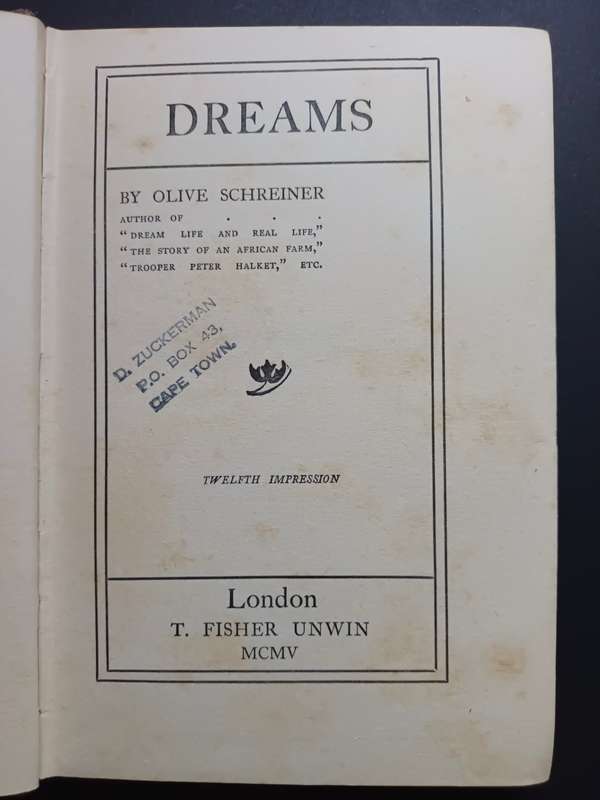 DREAMS
BY OLIVE SCHREINER
AUTHOR OF . . .
"DREAM LIFE AND REAL LIFE,"
"THE STORY OF AN AFRICAN FARM,"
"TROOPER PETER HALKET," ETC.
D. ZUCKERMAN
P.O. BOX 43,
CAPE TOWN.
TWELFTH IMPRESSION
London
T. FISHER UNWIN
MCMV